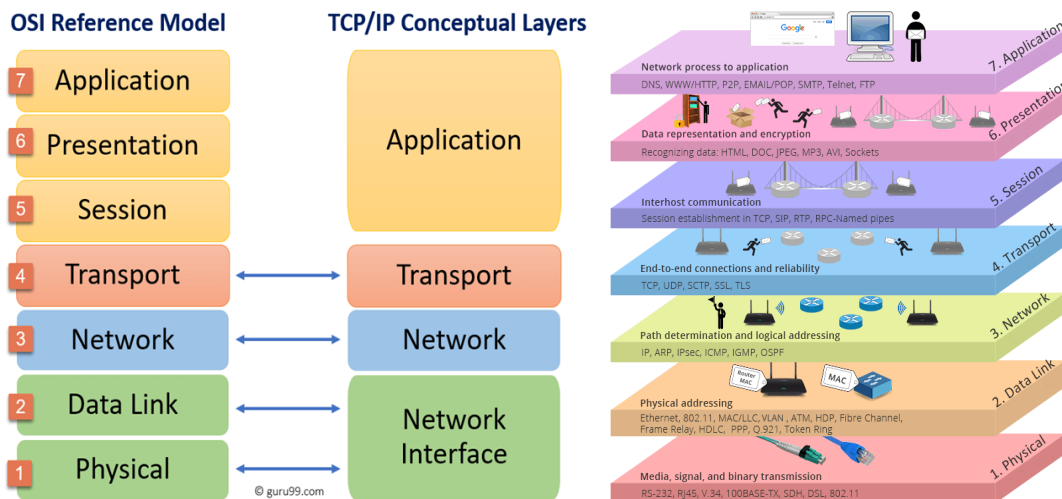 OSI Reference Model
7
Application
6
Presentation
5
Session
4
Transport
3
Network
2
Data Link
1
Physical
TCP/IP Conceptual Layers
Application
Transport
Network
Network
Interface
© guru99.com
Google
7. Application
Network process to application
DNS, WWW/HTTP, P2P, EMAIL/POP, SMTP, Telnet, FTP
6. Presentation
Data representation and encryption
Recognizing data: HTML, DOC, JPEG, MP3, AVI, Sockets
5. Session
Interhost communication
Session establishment in TCP, SIP, RTP, RPC-Named pipes
4. Transport
End-to-end connections and reliability
TCP, UDP, SCTP, SSL, TLS
3. Network
Path determination and logical addressing
IP, ARP, IPsec, ICMP, IGMP, OSPF
Router
MAC
MAC
2. Data Link
Physical addressing
Ethernet, 802.11, MAC/LLC, VLAN , ATM, HDP, Fibre Channel,
Frame Relay, HDLC, PPP, Q.921, Token Ring
1. Physical
Media, signal, and binary transmission
RS-232, RJ45, V.34, 100BASE-TX, SDH, DSL, 802.11